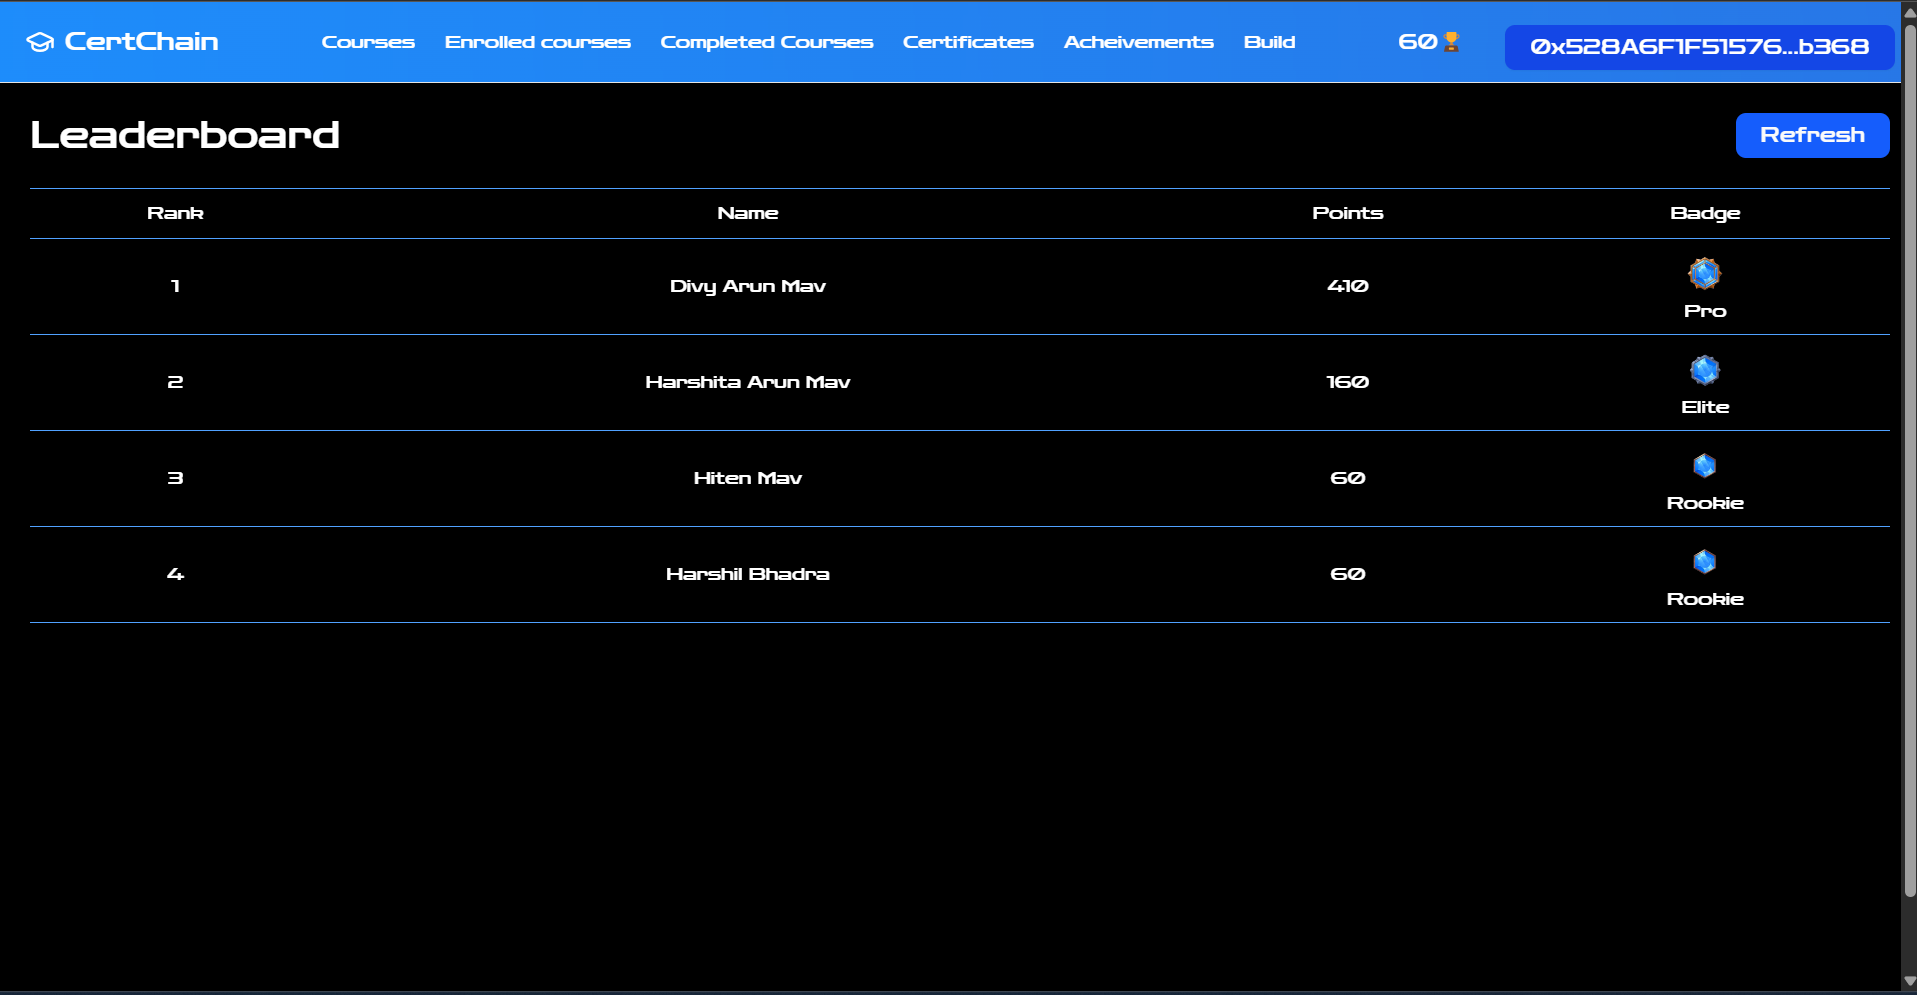 CertChain Courses Enrolled courses Completed Courses Certificates Acheivements Build 60 0x528A6F1F51576...b368
Leaderboard Refresh
Rank Name Points Badge
1 Divy Arun Mav 410 Pro
2 Harshita Arun Mav 160 Elite
3 Hiten Mav 60 Rookie
4 Harshil Bhadra 60 Rookie